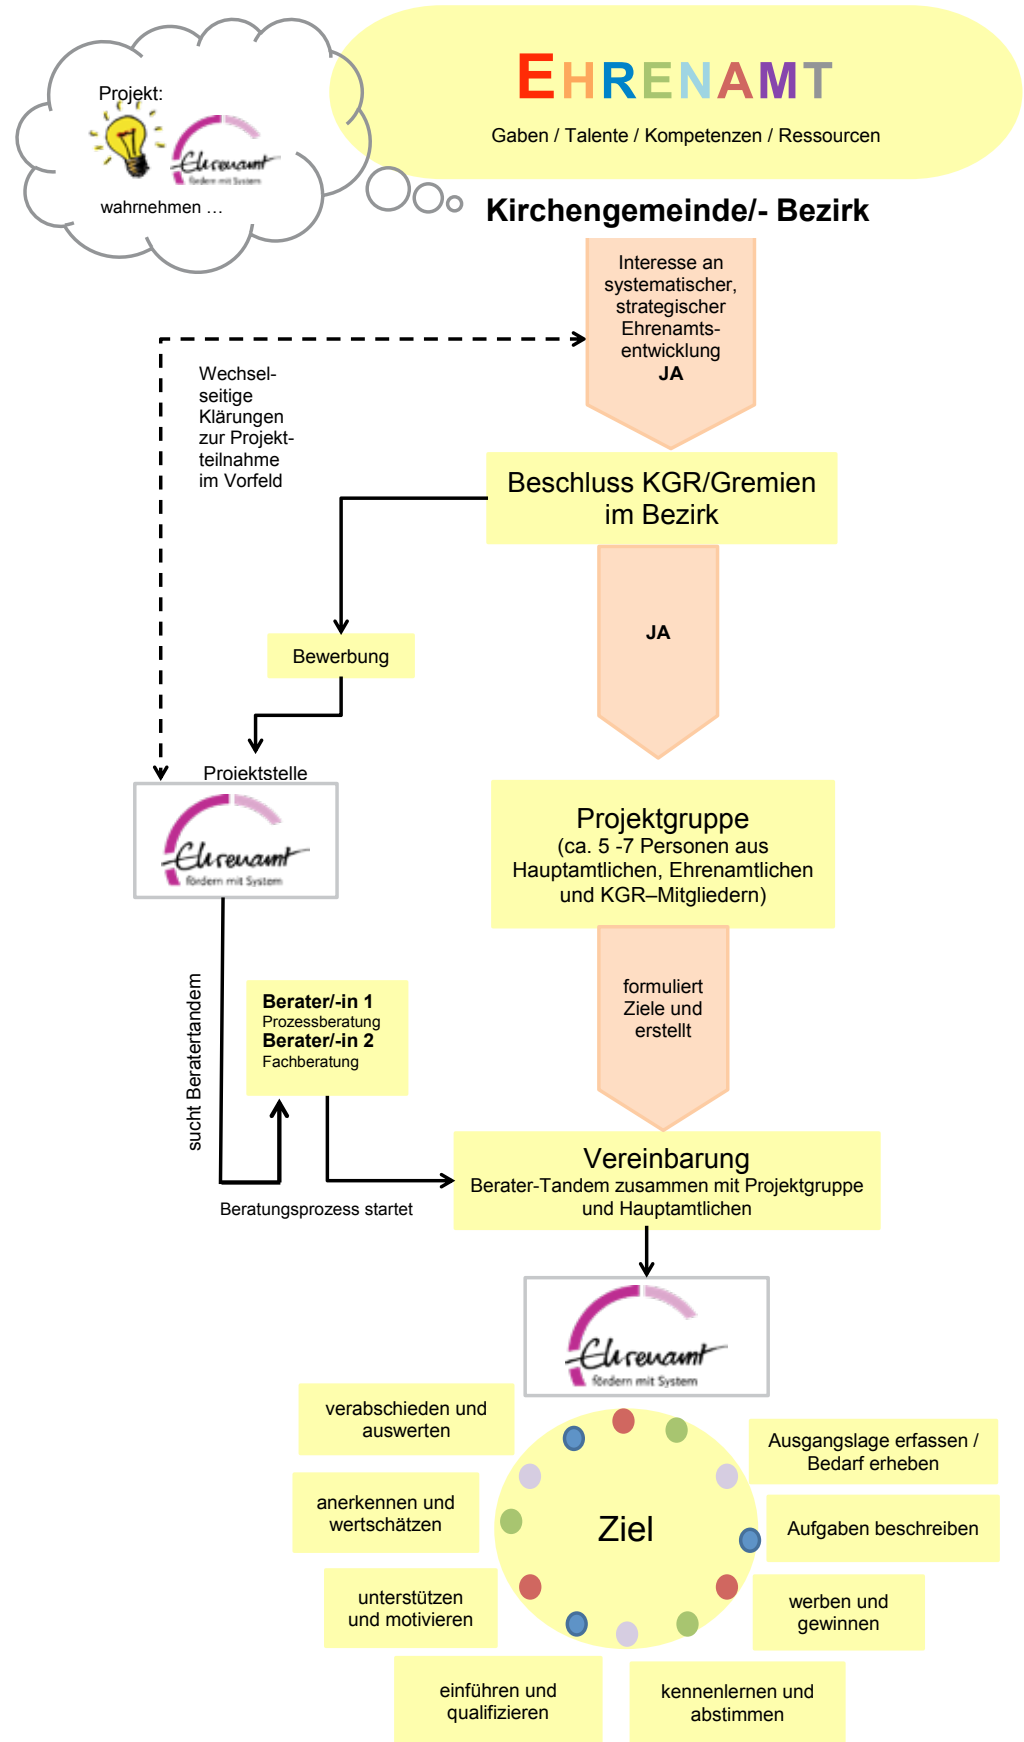 Projekt:
Ehrenamt
fördern mit System
wahrnehmen …
EHRENAMT
Gaben / Talente / Kompetenzen / Ressourcen
Kirchengemeinde/- Bezirk
Interesse an
systematischer,
strategischer
Ehrenamts-
entwicklung
JA
Wechsel-
seitige
Klärungen
zur Projekt-
teilnahme
im Vorfeld
Beschluss KGR/Gremien
im Bezirk
JA
Bewerbung
Projektstelle
Ehrenamt
fördern mit System
Projektgruppe
(ca. 5 -7 Personen aus
Hauptamtlichen, Ehrenamtlichen
und KGR–Mitgliedern)
formuliert
Ziele und
erstellt
sucht Beratertandem
Berater/-in 1
Prozessberatung
Berater/-in 2
Fachberatung
Beratungsprozess startet
Vereinbarung
Berater-Tandem zusammen mit Projektgruppe
und Hauptamtlichen
Ehrenamt
fördern mit System
verabschieden und
auswerten
Ausgangslage erfassen /
Bedarf erheben
anerkennen und
wertschätzen
Ziel
Aufgaben beschreiben
unterstützen
und motivieren
werben und
gewinnen
einführen und
qualifizieren
kennenlernen und
abstimmen